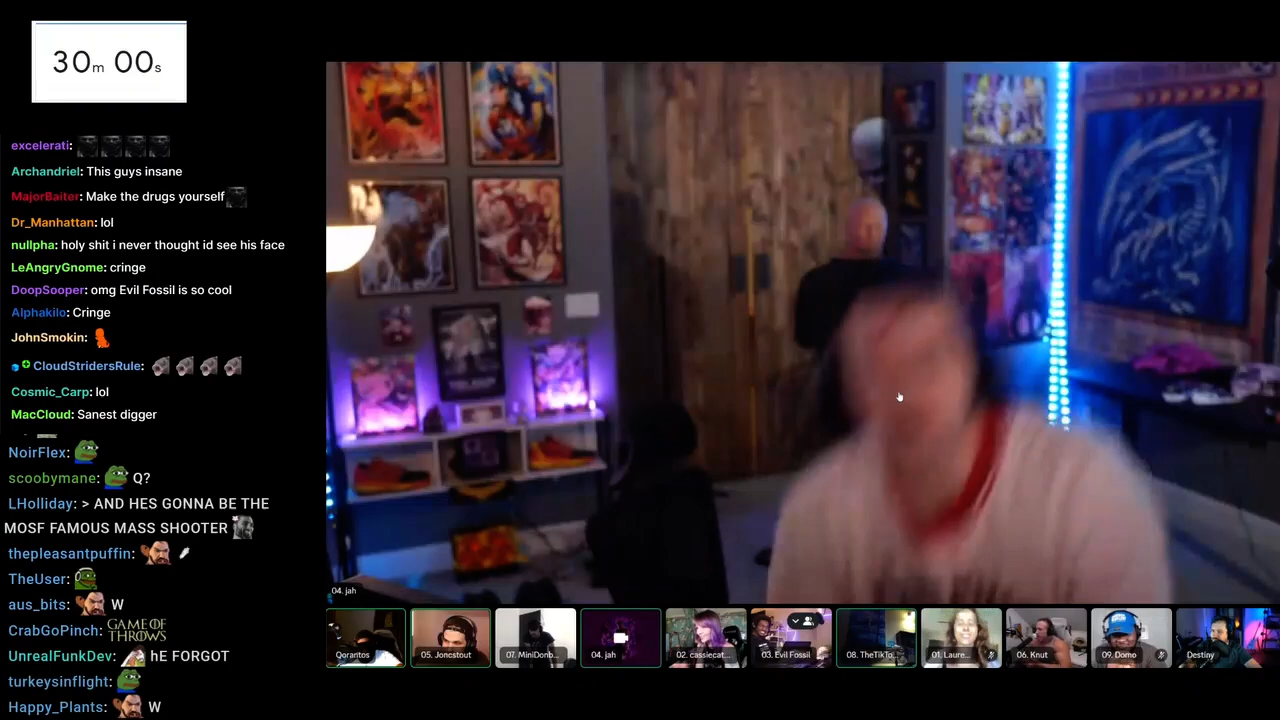 30m 00s
excelerati:
Archandriel: This guys insane
MajorBaiter: Make the drugs yourself
Dr_Manhattan: lol
nullpha: holy shit i never thought id see his face
LeAngryGnome: cringe
DoopSooper: omg Evil Fossil is so cool
Alphakilo: Cringe
JohnSmokin:
CloudStridersRule:
Cosmic_Carp: lol
MacCloud: Sanest digger
NoirFlex:
scoobymane: Q?
LHolliday: > AND HES GONNA BE THE
MOSF FAMOUS MASS SHOOTER
thepleasantpuffin:
TheUser:
aus_bits: W
CrabGoPinch: GAME OF THRONES
UnrealFunkDev: hE FORGOT
turkeysinflight:
Happy_Plants: W
04. jah
Qorantos
05. Joncstout
07. MiniDonb...
04. jah
02. cassiecat...
03. Evil Fossil
08. TheTikTo...
01. Laure...
06. Knut
09. Domo
Destiny